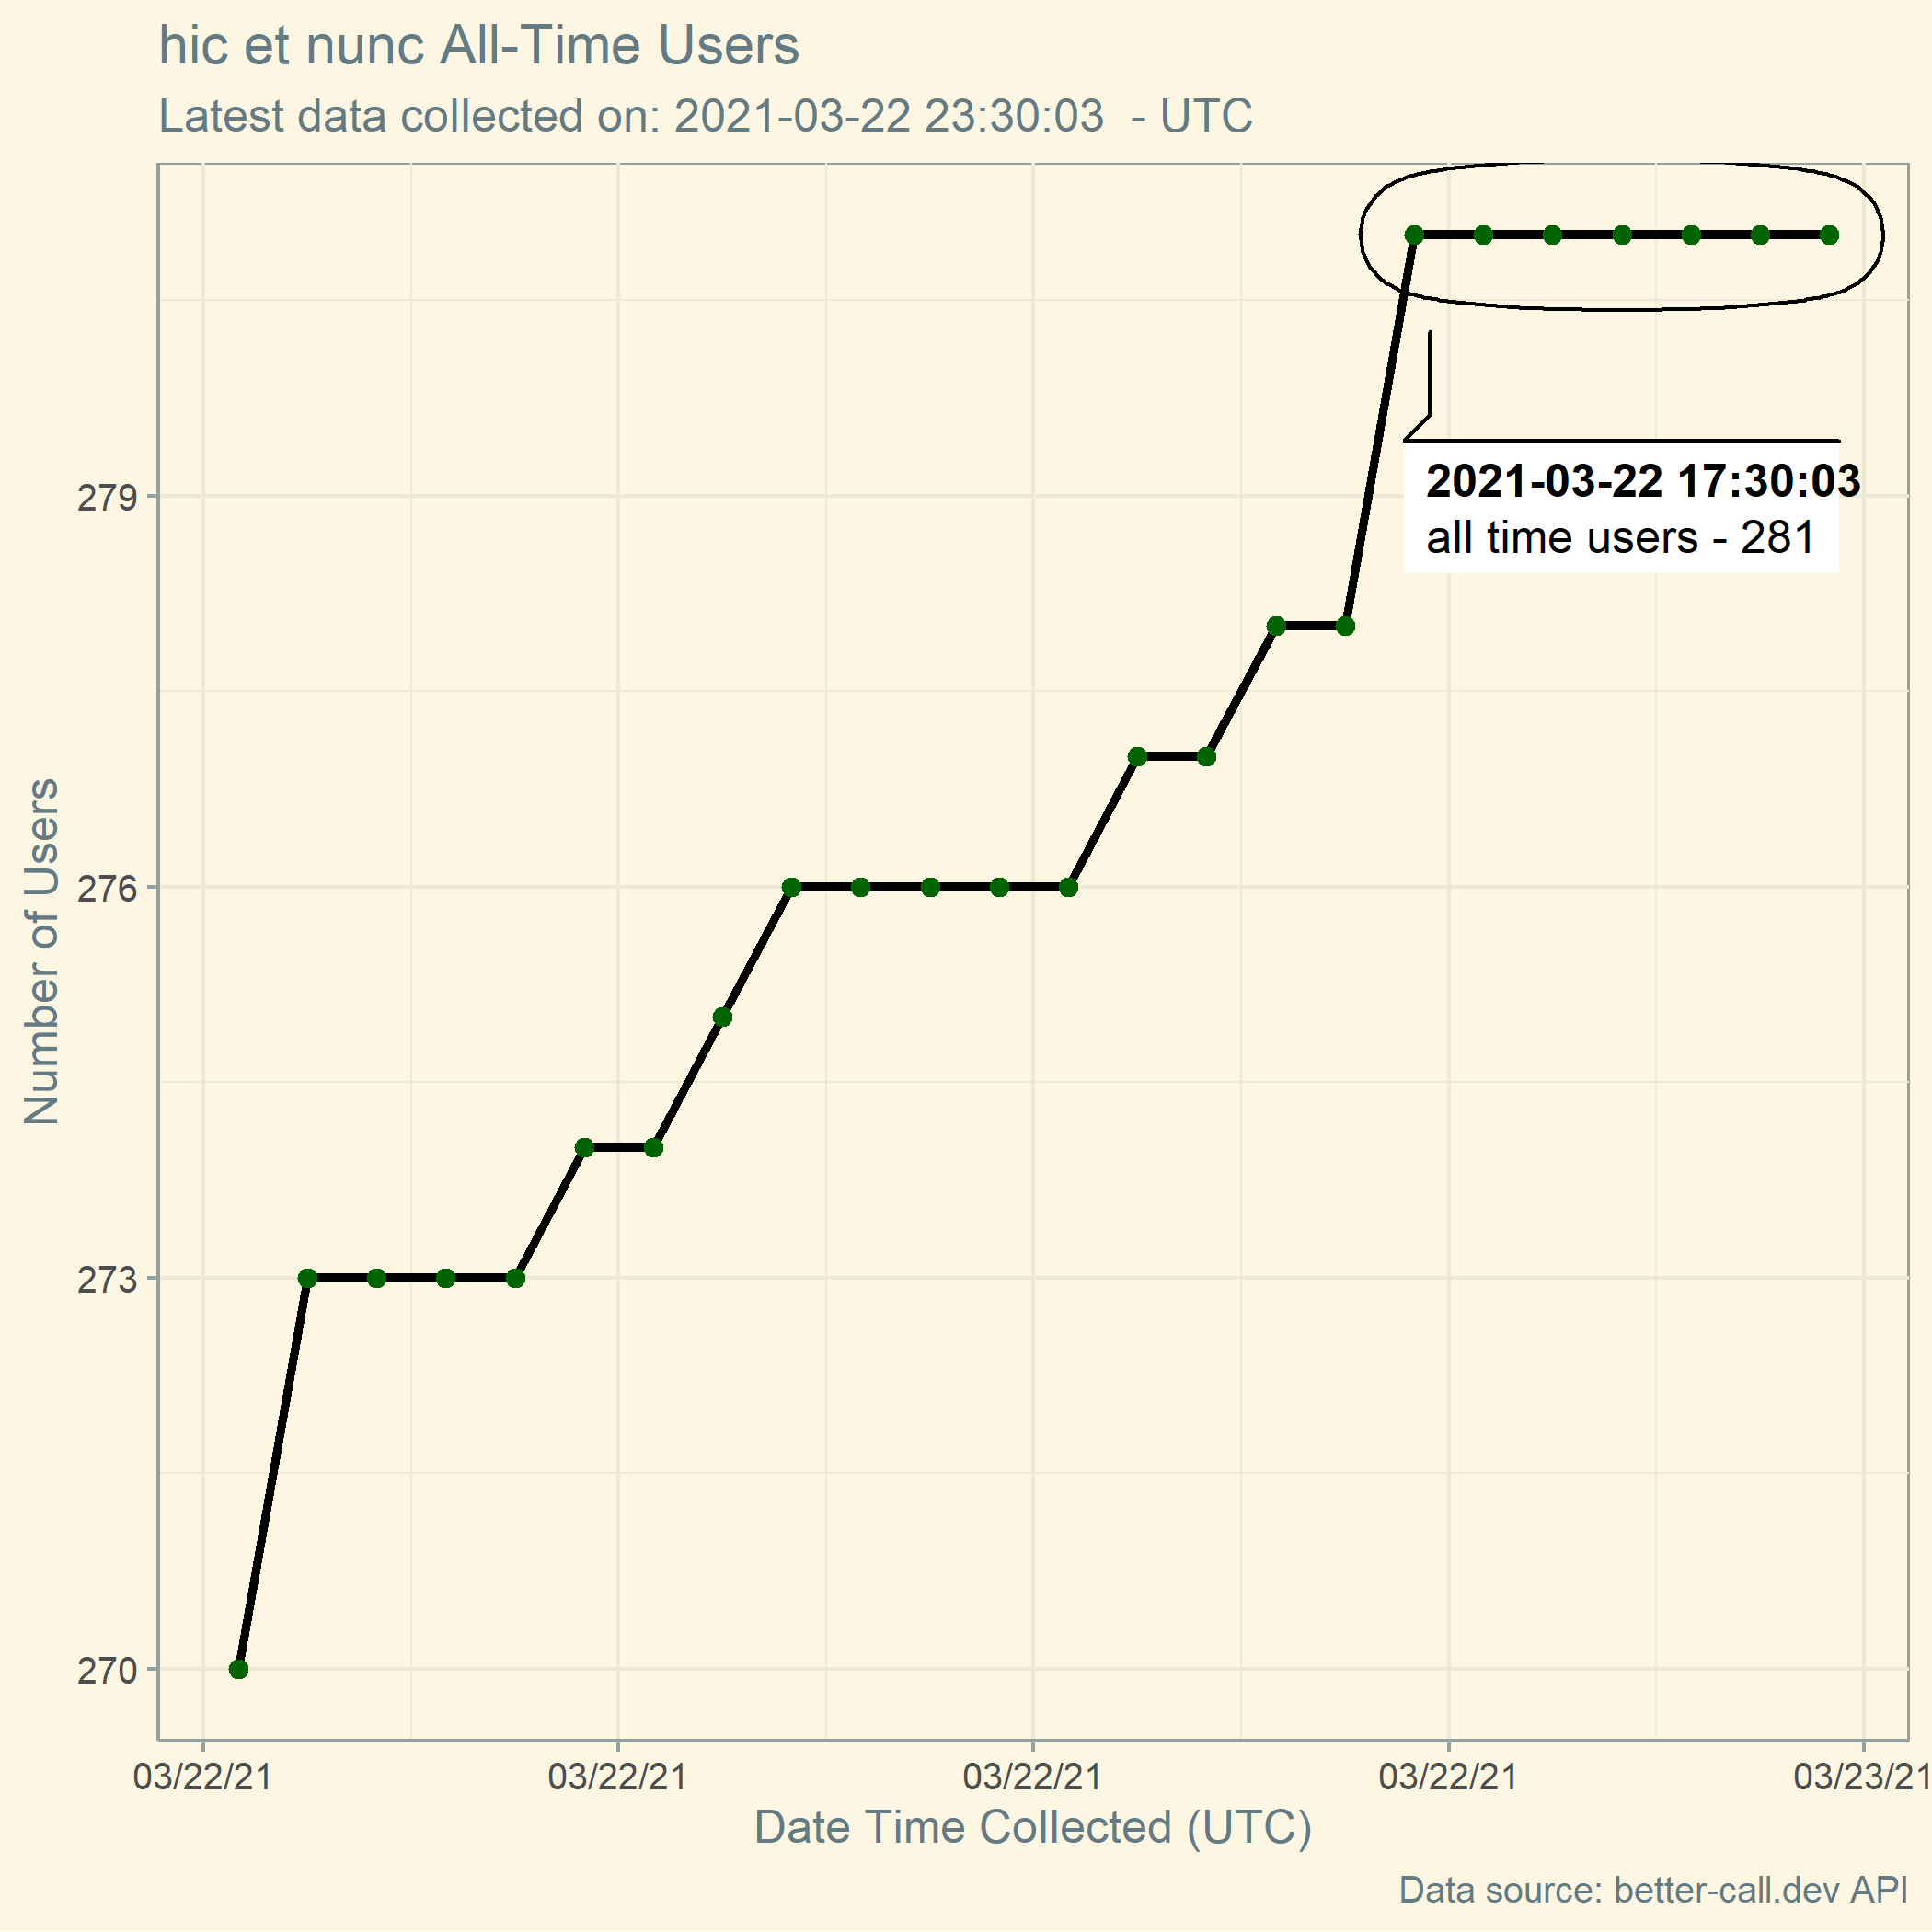 hic et nunc All-Time Users
Latest data collected on: 2021-03-22 23:30:03  - UTC
279
276
273
270
Number of Users
2021-03-22 17:30:03
all time users - 281
03/22/21 03/22/21 03/22/21 03/22/21 03/23/21
Date Time Collected (UTC)
Data source: better-call.dev API